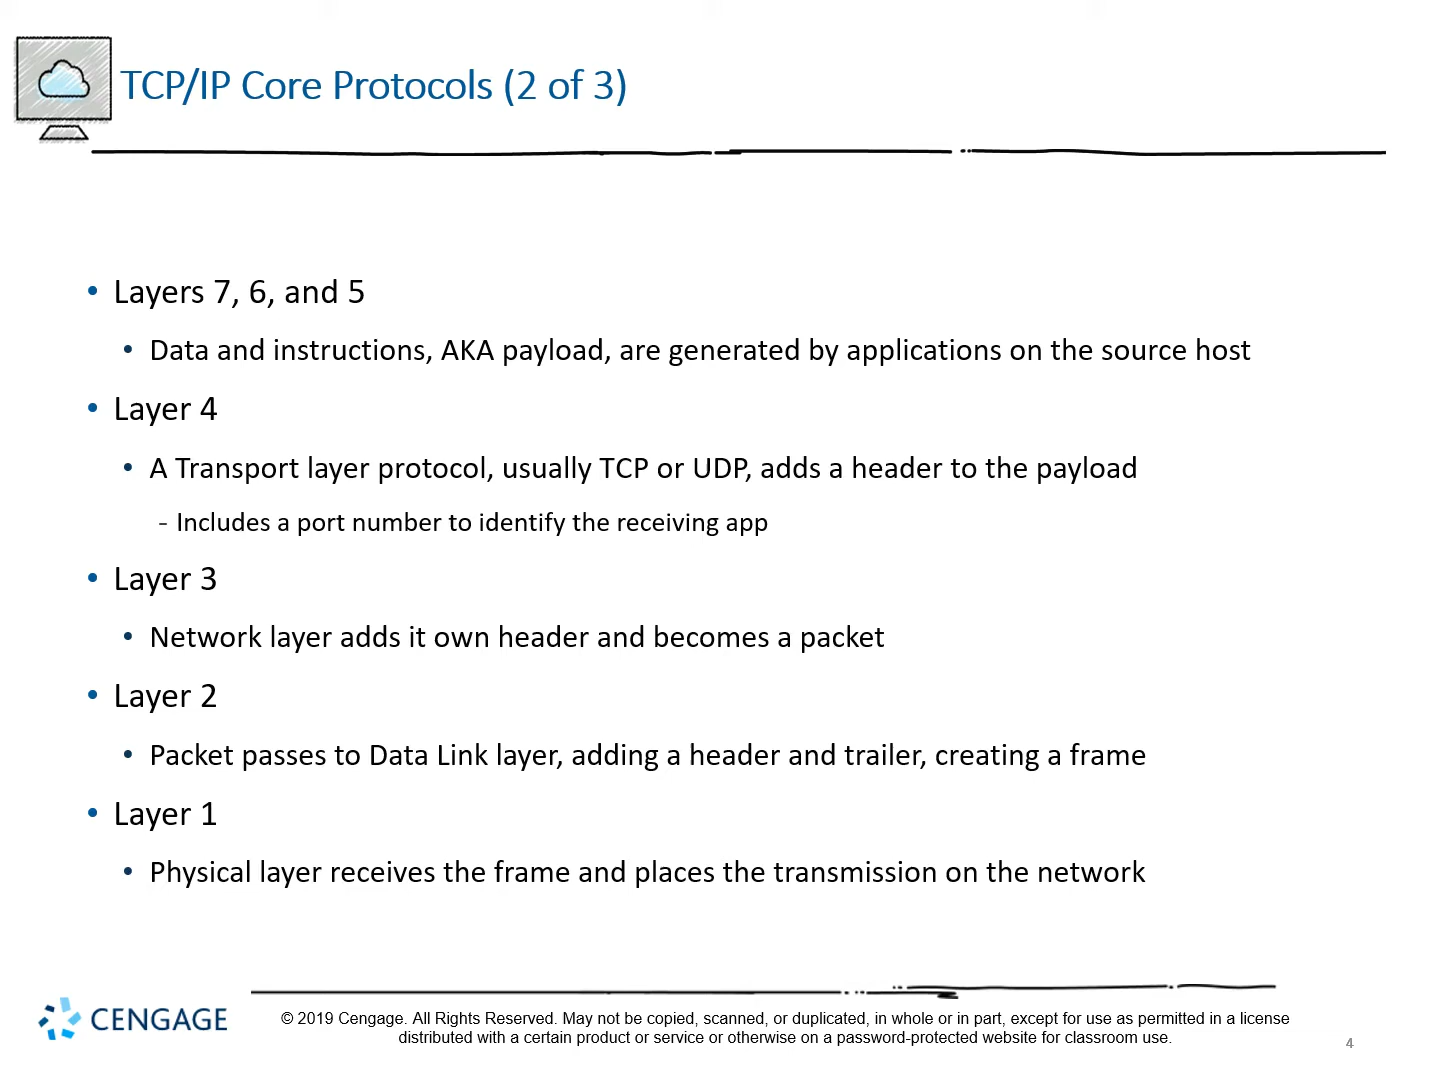 TCP/IP Core Protocols (2 of 3)
• Layers 7, 6, and 5
• Data and instructions, AKA payload, are generated by applications on the source host
• Layer 4
• A Transport layer protocol, usually TCP or UDP, adds a header to the payload
- Includes a port number to identify the receiving app
• Layer 3
• Network layer adds it own header and becomes a packet
• Layer 2
• Packet passes to Data Link layer, adding a header and trailer, creating a frame
• Layer 1
• Physical layer receives the frame and places the transmission on the network
CENGAGE
© 2019 Cengage. All Rights Reserved. May not be copied, scanned, or duplicated, in whole or in part, except for use as permitted in a license
distributed with a certain product or service or otherwise on a password-protected website for classroom use.
4